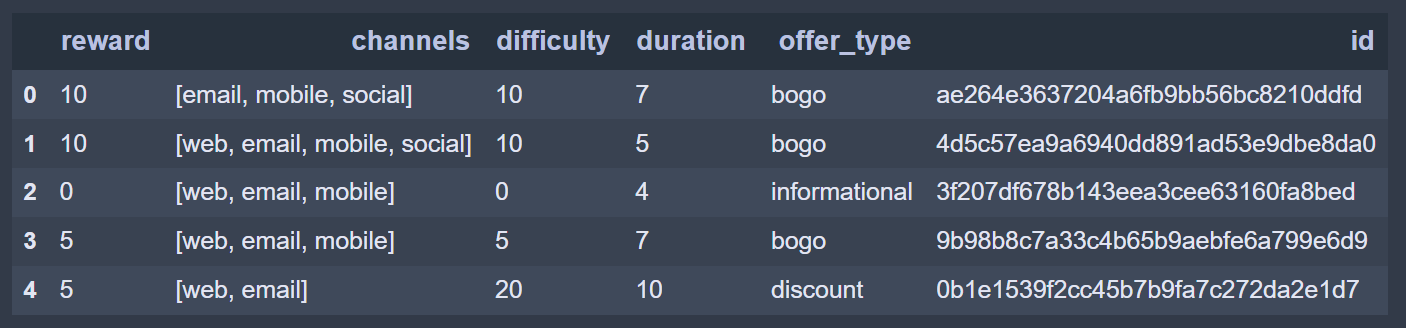 reward channels difficulty duration offer_type id
0 10 [email, mobile, social] 10 7 bogo ae264e3637204a6fb9bb56bc8210ddfd
1 10 [web, email, mobile, social] 10 5 bogo 4d5c57ea9a6940dd891ad53e9dbe8da0
2 0 [web, email, mobile] 0 4 informational 3f207df678b143eea3cee63160fa8bed
3 5 [web, email, mobile] 5 7 bogo 9b98b8c7a33c4b65b9aebfe6a799e6d9
4 5 [web, email] 20 10 discount 0b1e1539f2cc45b7b9fa7c272da2e1d7